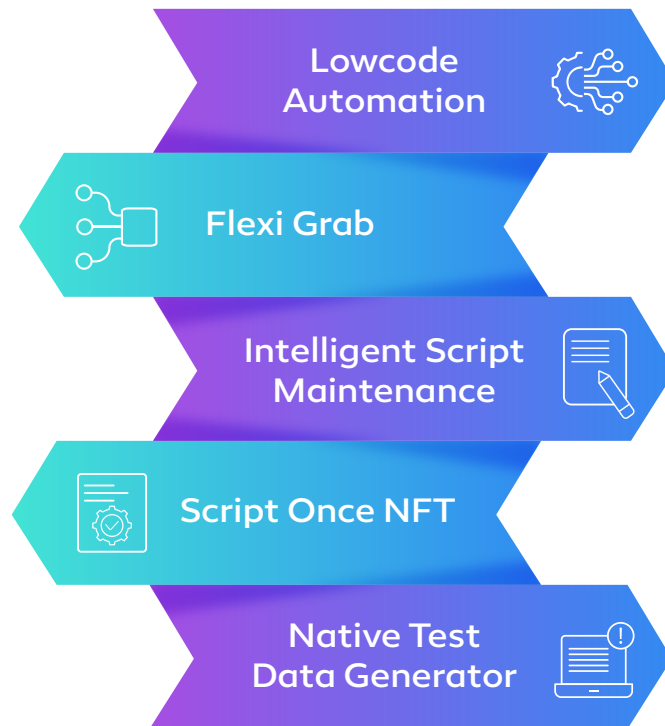 Lowcode
Automation
Flexi Grab
Intelligent Script
Maintenance
Script Once NFT
Native Test
Data Generator